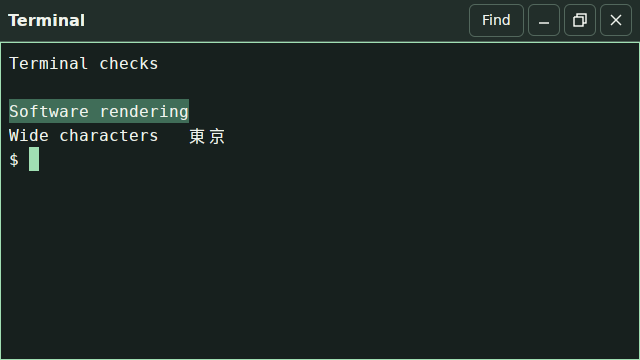 Terminal Find
Terminal checks
Software rendering
Wide characters 東京
$